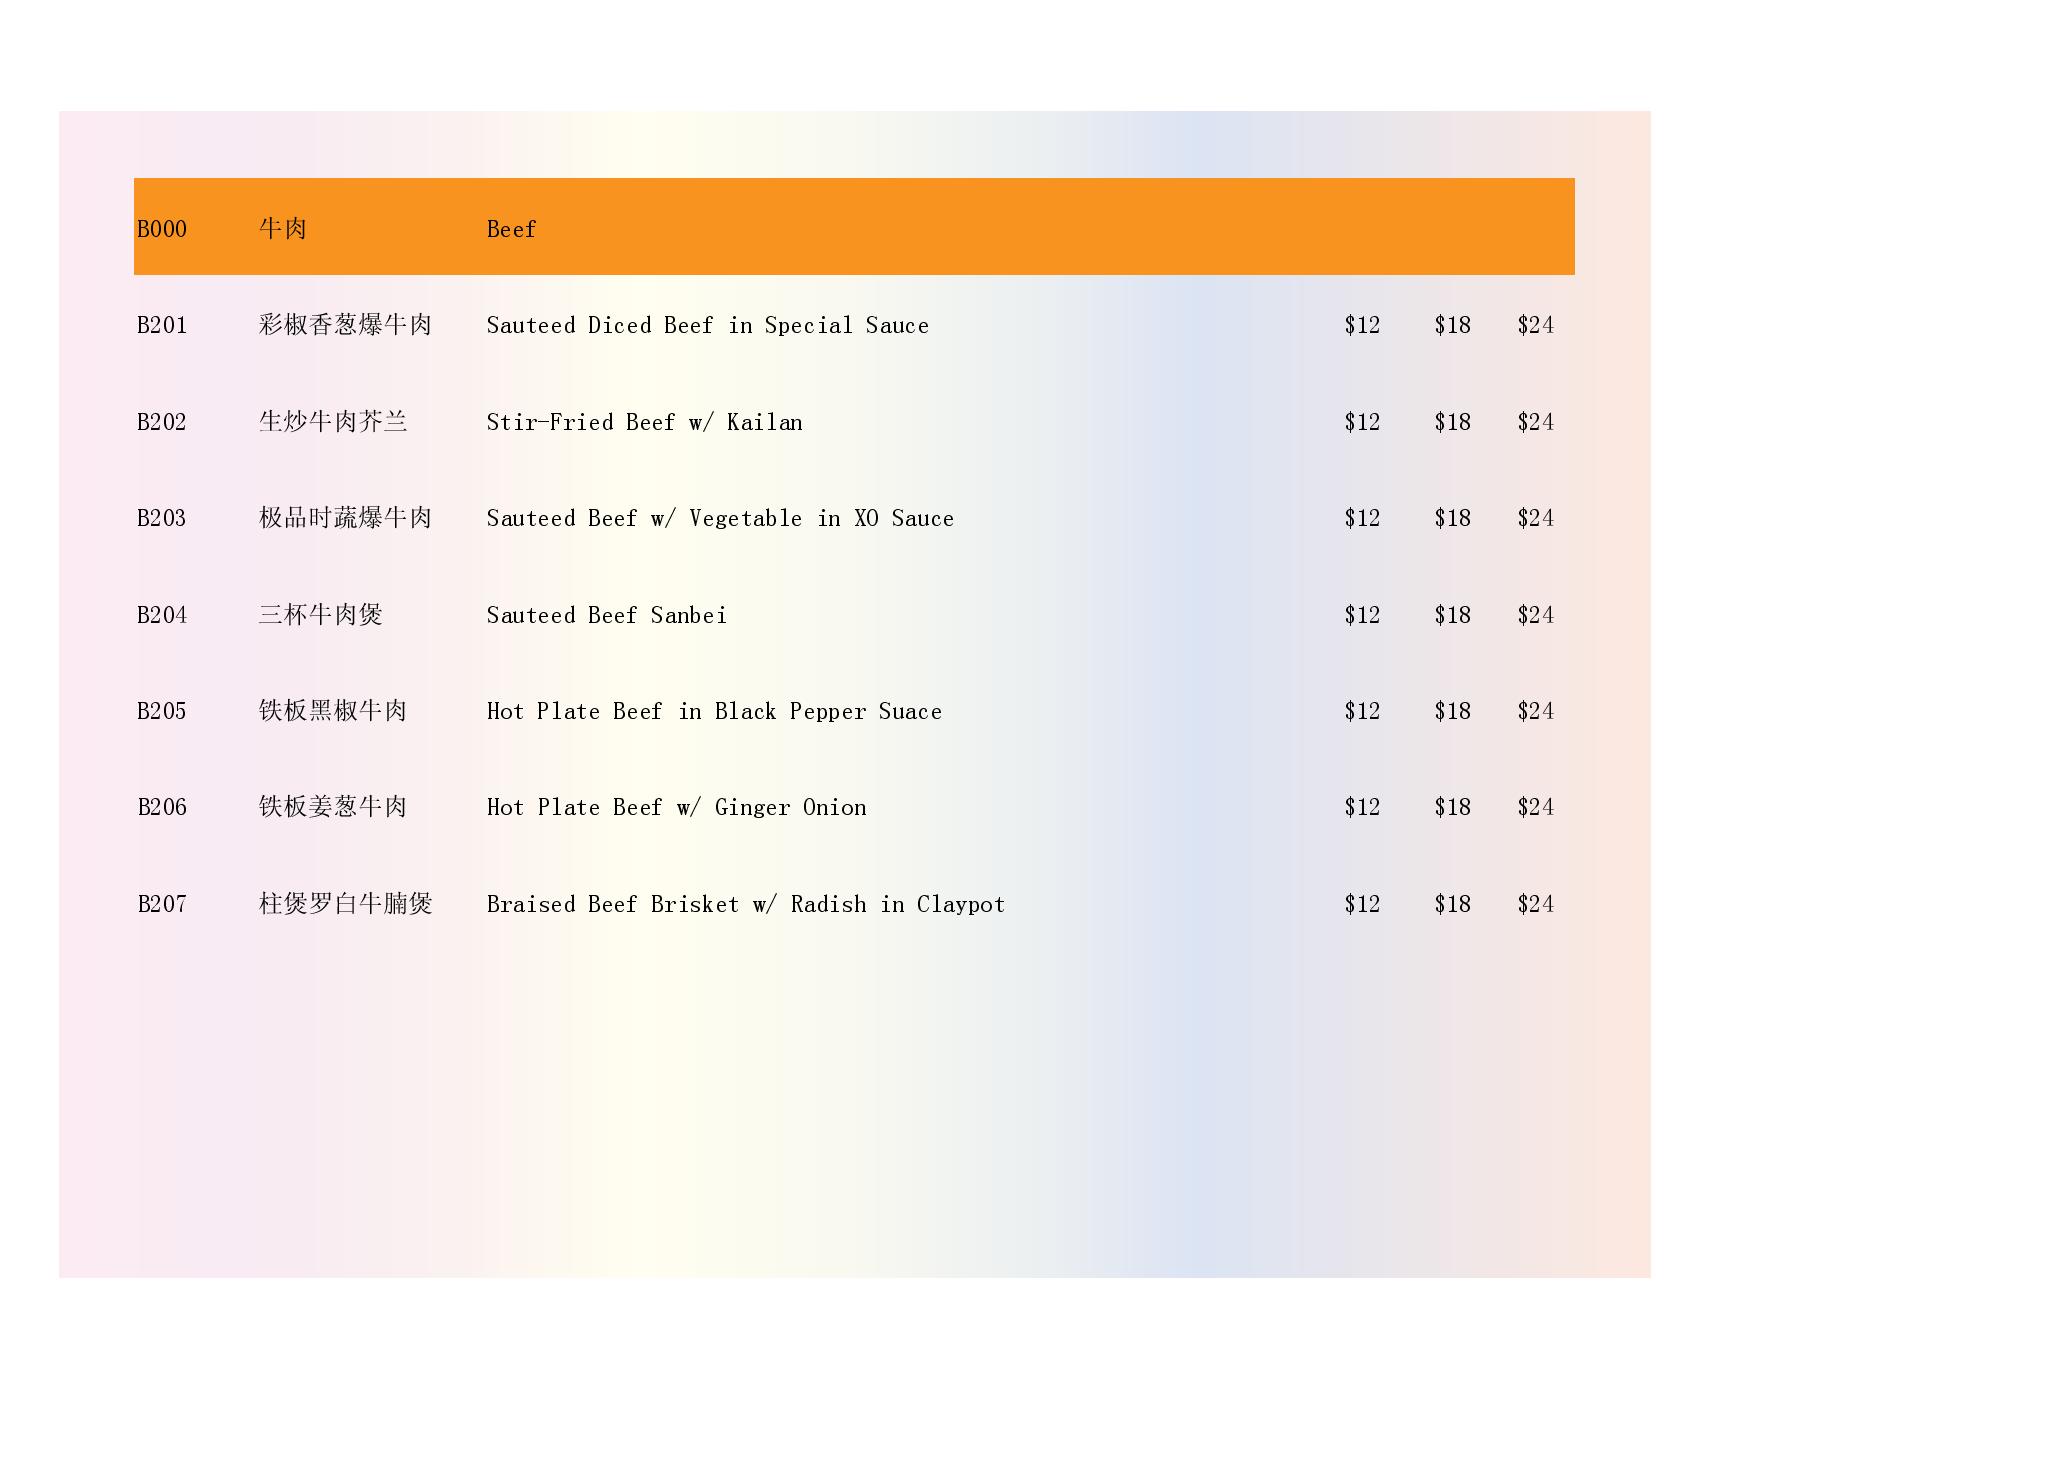 B000 牛肉 Beef
B201 彩椒香葱爆牛肉 Sauteed Diced Beef in Special Sauce $12 $18 $24
B202 生炒牛肉芥兰 Stir-Fried Beef w/ Kailan $12 $18 $24
B203 极品时蔬爆牛肉 Sauteed Beef w/ Vegetable in XO Sauce $12 $18 $24
B204 三杯牛肉煲 Sauteed Beef Sanbei $12 $18 $24
B205 铁板黑椒牛肉 Hot Plate Beef in Black Pepper Suace $12 $18 $24
B206 铁板姜葱牛肉 Hot Plate Beef w/ Ginger Onion $12 $18 $24
B207 柱煲罗白牛腩煲 Braised Beef Brisket w/ Radish in Claypot $12 $18 $24